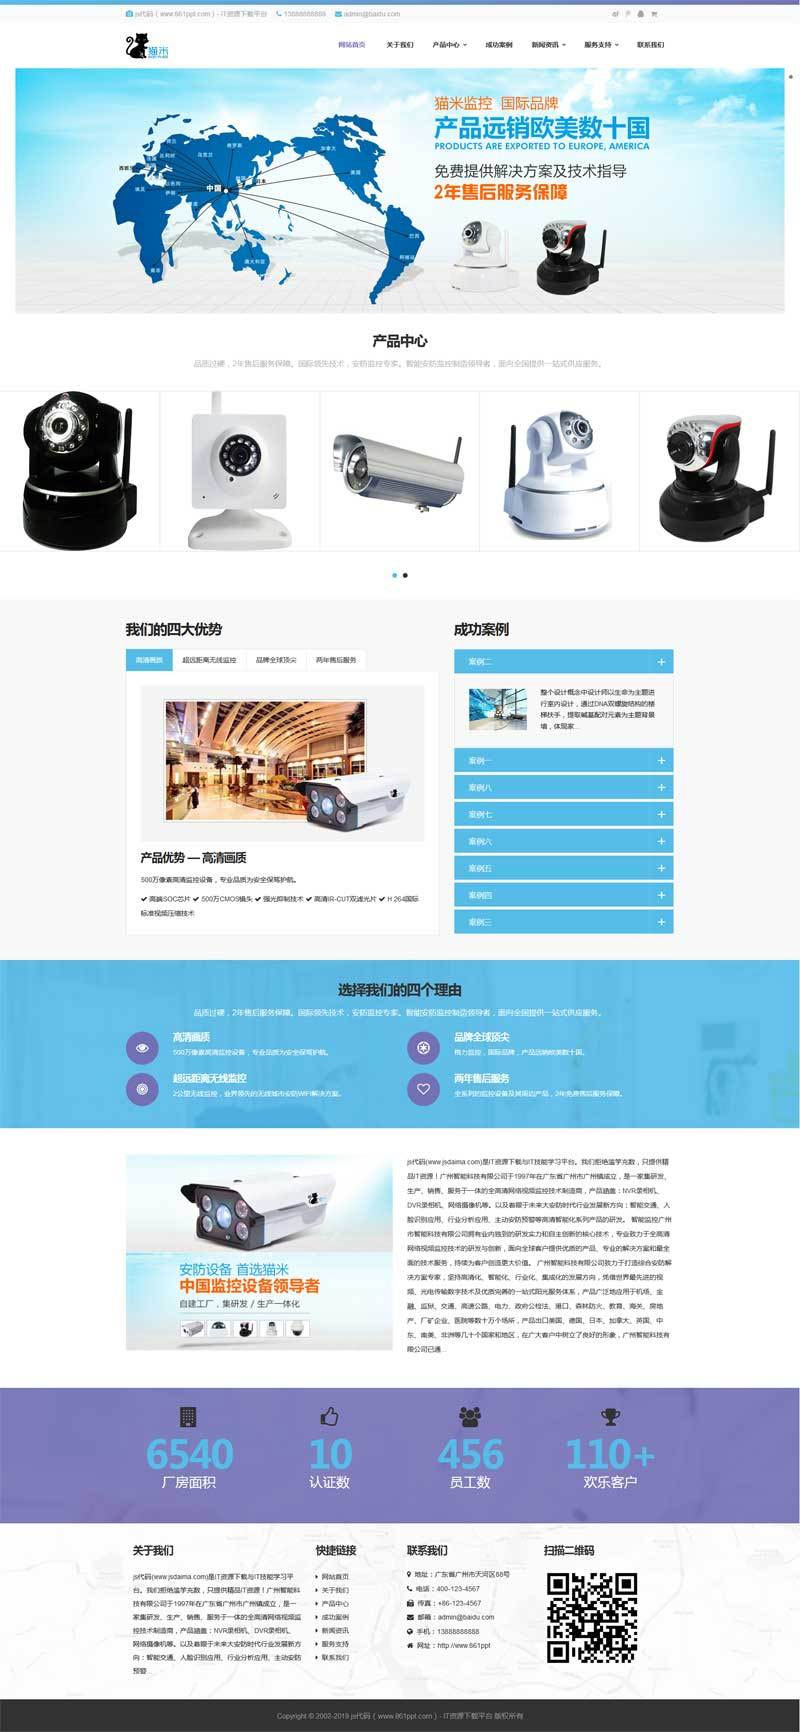 js代码（www.661ppt.com）- IT资源下载平台 13888888888 admin@baidu.com
猫米
网站首页 关于我们 产品中心 成功案例 新闻资讯 服务支持 联系我们
猫米监控 国际品牌
产品远销欧美数十国
PRODUCTS ARE EXPORTED TO EUROPE, AMERICA
免费提供解决方案及技术指导
2年售后服务保障
荷兰
俄罗斯
加拿大
比利时
乌克兰
美国
中国
埃及
伊朗
巴西
澳大利亚
南非
产品中心
品质过硬，2年售后服务保障。国际领先技术，安防监控专家。智能安防监控制造领导者，面向全国提供一站式供应服务。
我们的四大优势
高清画质 超远距离无线监控 品牌全球顶尖 两年售后服务
产品优势 — 高清画质
500万像素高清监控设备，专业品质为安全保驾护航。
高端SOC芯片 500万CMOS镜头 强光抑制技术 高清IR-CUT双滤光片 H.264国际
标准视频压缩技术
成功案例
案例二
整个设计概念中设计师以生命为主题进
行室内设计，通过DNA双螺旋结构的楼
梯扶手，提取碱基配对元素为主题背景
墙，体现家...
案例一
案例八
案例七
案例六
案例五
案例四
案例三
选择我们的四个理由
品质过硬，2年售后服务保障。国际领先技术，安防监控专家。智能安防监控制造领导者，面向全国提供一站式供应服务。
高清画质
500万像素高清监控设备，专业品质为安全保驾护航。
品牌全球顶尖
格力监控，国际品牌，产品远销欧美数十国。
超远距离无线监控
2公里无线监控，业界领先的无线城市安防WIFI解决方案。
两年售后服务
全系列的监控设备及其周边产品，2年免费售后服务保障。
安防设备 首选猫米
中国监控设备领导者
自建工厂，集研发 / 生产一体化
js代码(www.jsdaima.com)是IT资源下载与IT技能学习平台。我们拒绝滥竽充数，只提供精
品IT资源！广州智能科技有限公司于1997年在广东省广州市广州镇成立，是一家集研发、
生产、销售、服务于一体的全高清网络视频监控技术制造商，产品涵盖：NVR录相机、
DVR录相机、网络摄像机等。以及着眼于未来大安防时代行业发展新方向：智能交通、人
脸识别应用、行业分析应用、主动安防预警等高清智能化系列产品的研发。 智能监控广州
市智能科技有限公司拥有业内独到的研发实力和自主创新的核心技术，专业致力于全高清
网络视频监控技术的研发与创新，面向全球客户提供优质的产品、专业的解决方案和最全
面的技术服务，持续为客户创造更大价值。 广州智能科技有限公司致力于打造综合安防解
决方案专家，坚持高清化、智能化、行业化、集成化的发展方向，凭借世界最先进的视
频、光电传输数字技术及优质完善的一站式阳光服务体系，产品广泛地应用于机场、金
融、监狱、交通、高速公路、电力、政府公检法、港口、森林防火、教育、海关、房地
产、厂矿企业、医院等数十万个场所，产品出口美国、德国、日本、加拿大、英国、中
东、南美、非洲等几十个国家和地区，在广大客户中树立了良好的形象，广州智能科技有
限公司已通...
6540
厂房面积
10
认证数
456
员工数
110+
欢乐客户
关于我们
js代码(www.jsdaima.com)是IT资源下载与IT技能学习平
台。我们拒绝滥竽充数，只提供精品IT资源！广州智能科
技有限公司于1997年在广东省广州市广州镇成立，是一
家集研发、生产、销售、服务于一体的全高清网络视频监
控技术制造商，产品涵盖：NVR录相机、DVR录相机、
网络摄像机等。以及着眼于未来大安防时代行业发展新方
向：智能交通、人脸识别应用、行业分析应用、主动安防
预警...
快捷链接
网站首页
关于我们
产品中心
成功案例
新闻资讯
服务支持
联系我们
联系我们
地址：广东省广州市天河区88号
电话：400-123-4567
传真：+86-123-4567
邮箱：admin@baidu.com
手机：13888888888
网址：http://www.661ppt
扫描二维码
Copyright © 2002-2019 js代码（www.661ppt.com）- IT资源下载平台 版权所有